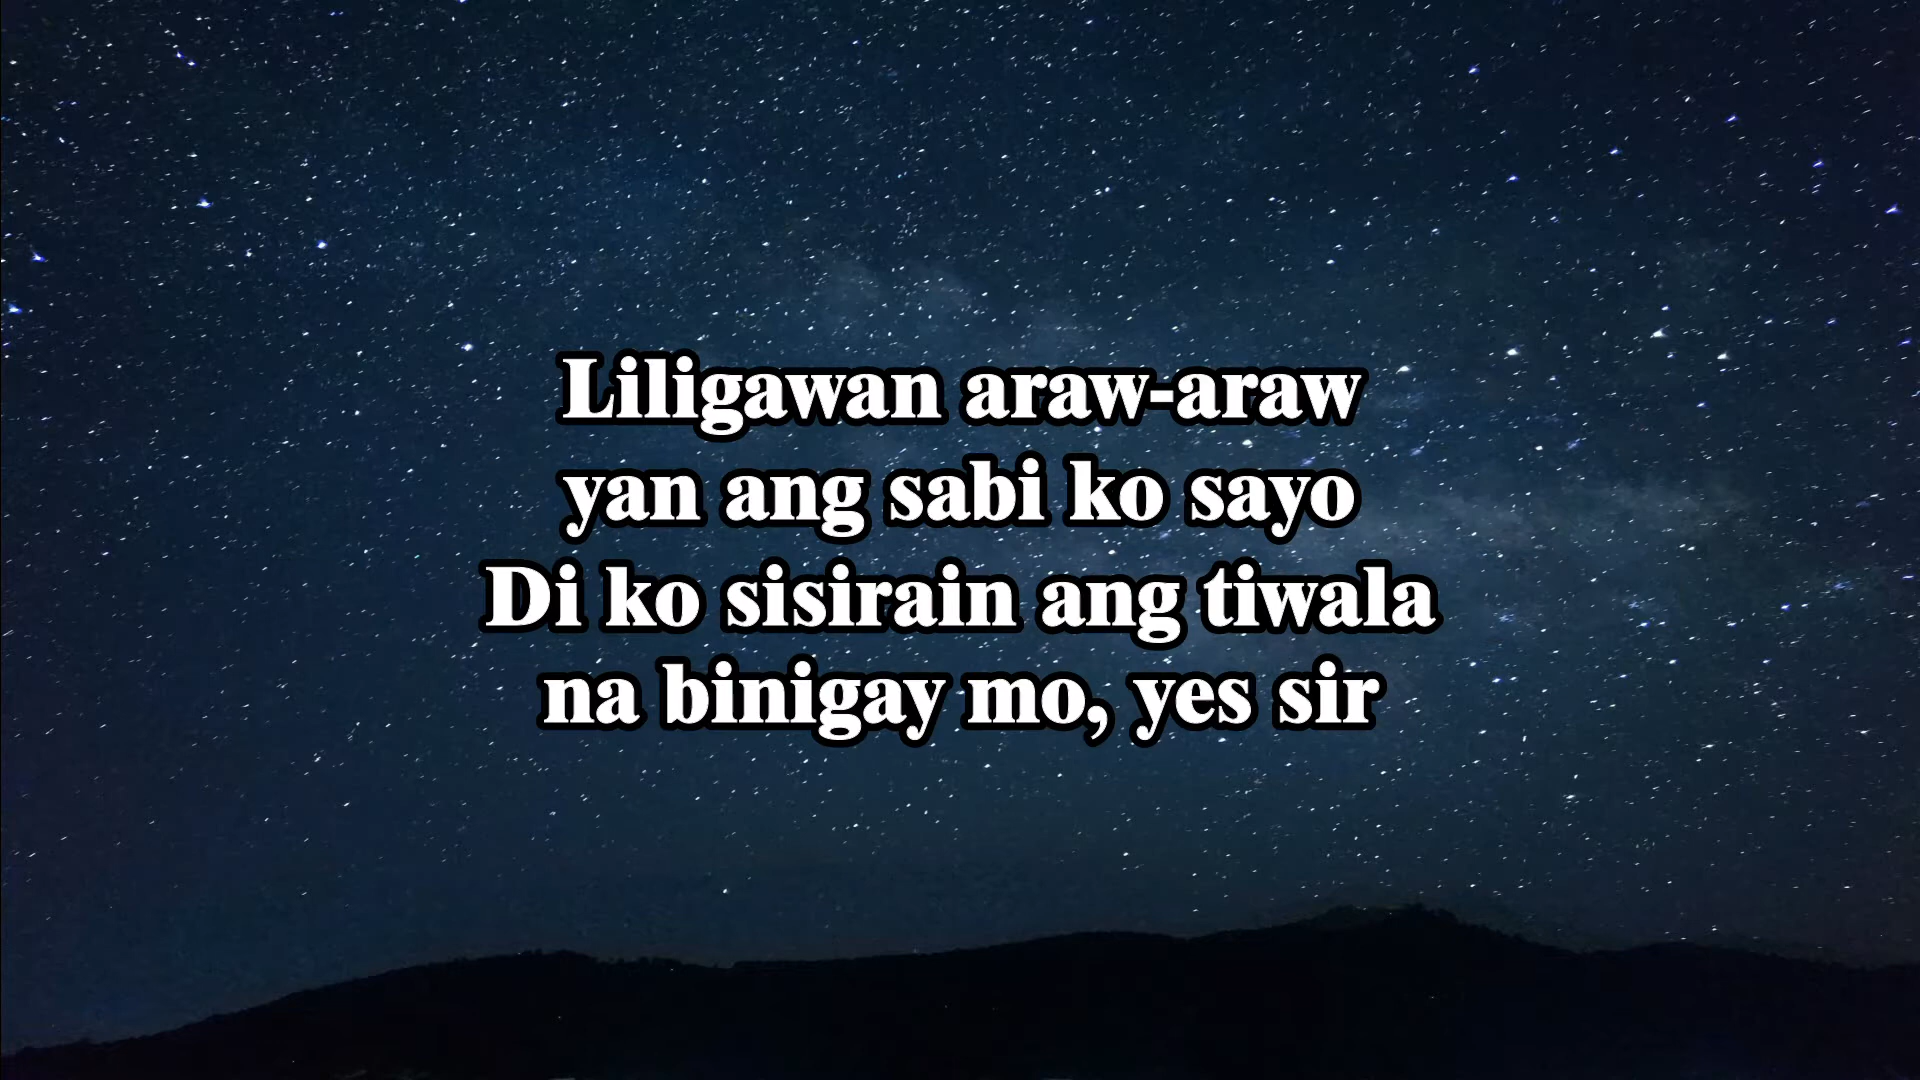 Liligawan araw-araw
yan ang sabi ko sayo
Di ko sisirain ang tiwala
na binigay mo, yes sir